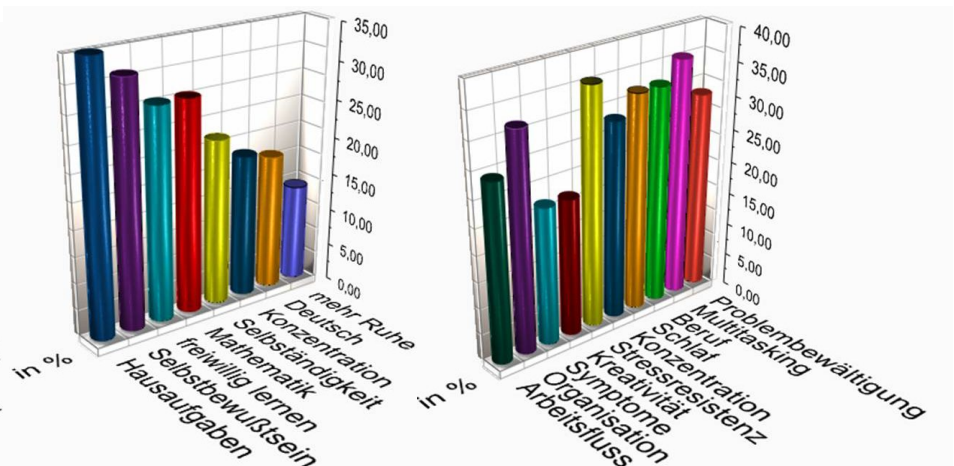 35,00
30,00
25,00
20,00
15,00
10,00
5,00
0,00
mehr Ruhe
Deutsch
Konzentration
Selbständigkeit
Mathematik
freiwillig lernen
Selbstbewußtsein
Hausaufgaben
in %
40,00
35,00
30,00
25,00
20,00
15,00
10,00
5,00
0,00
Problembewältigung
Multitasking
Beruf
Schlaf
Konzentration
Stressresistenz
Kreativität
Symptome
Organisation
Arbeitsfluss
in %